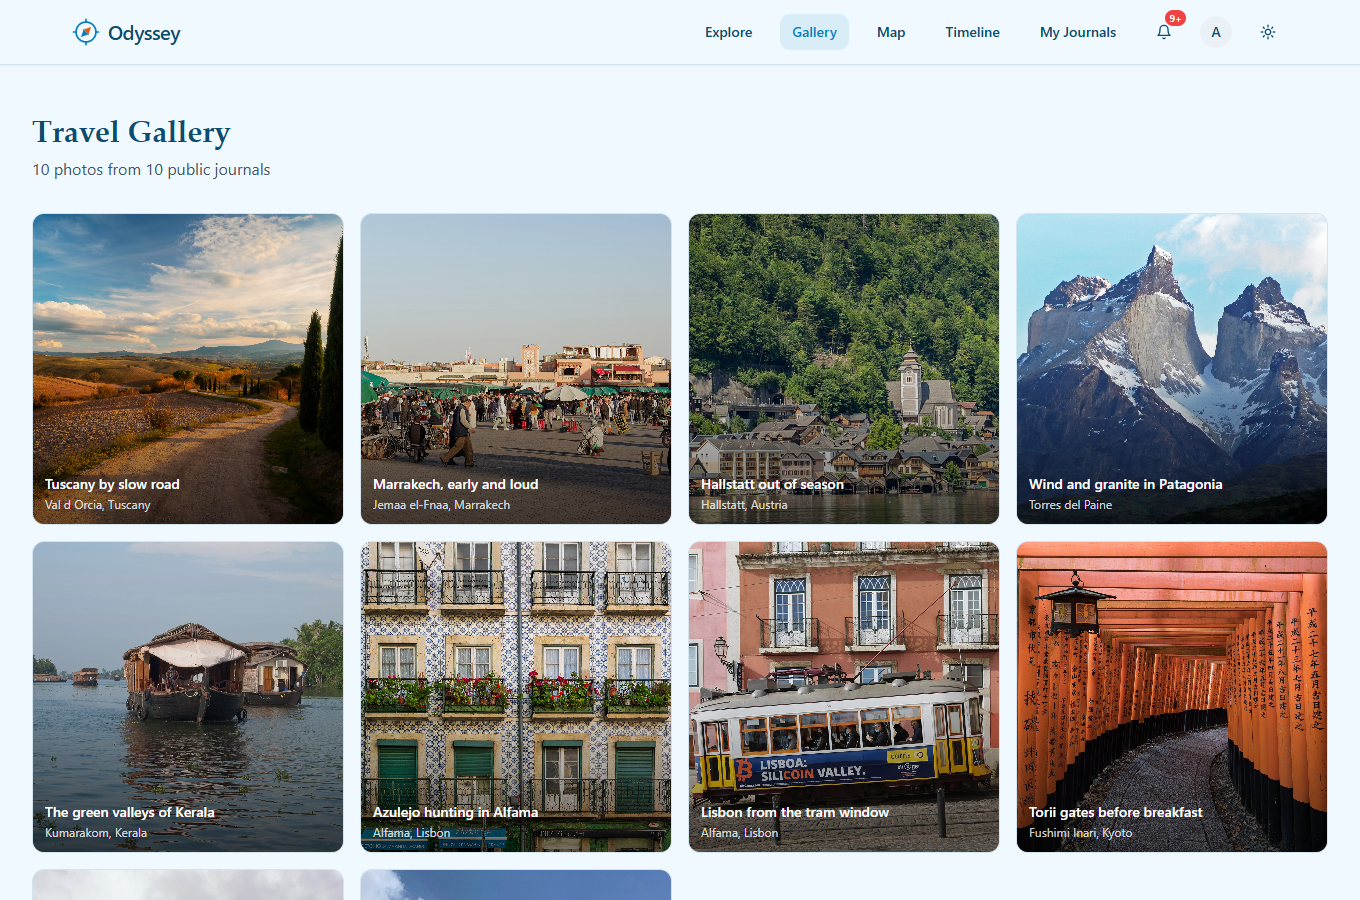 Odyssey
Explore
Gallery
Map
Timeline
My Journals
9+
A
Travel Gallery
10 photos from 10 public journals
Tuscany by slow road
Val d Orcia, Tuscany
Marrakech, early and loud
Jemaa el-Fnaa, Marrakech
Hallstatt out of season
Hallstatt, Austria
Wind and granite in Patagonia
Torres del Paine
The green valleys of Kerala
Kumarakom, Kerala
Azulejo hunting in Alfama
Alfama, Lisbon
LISBOA:
SILICOIN VALLEY.
Lisbon from the tram window
Alfama, Lisbon
Torii gates before breakfast
Fushimi Inari, Kyoto